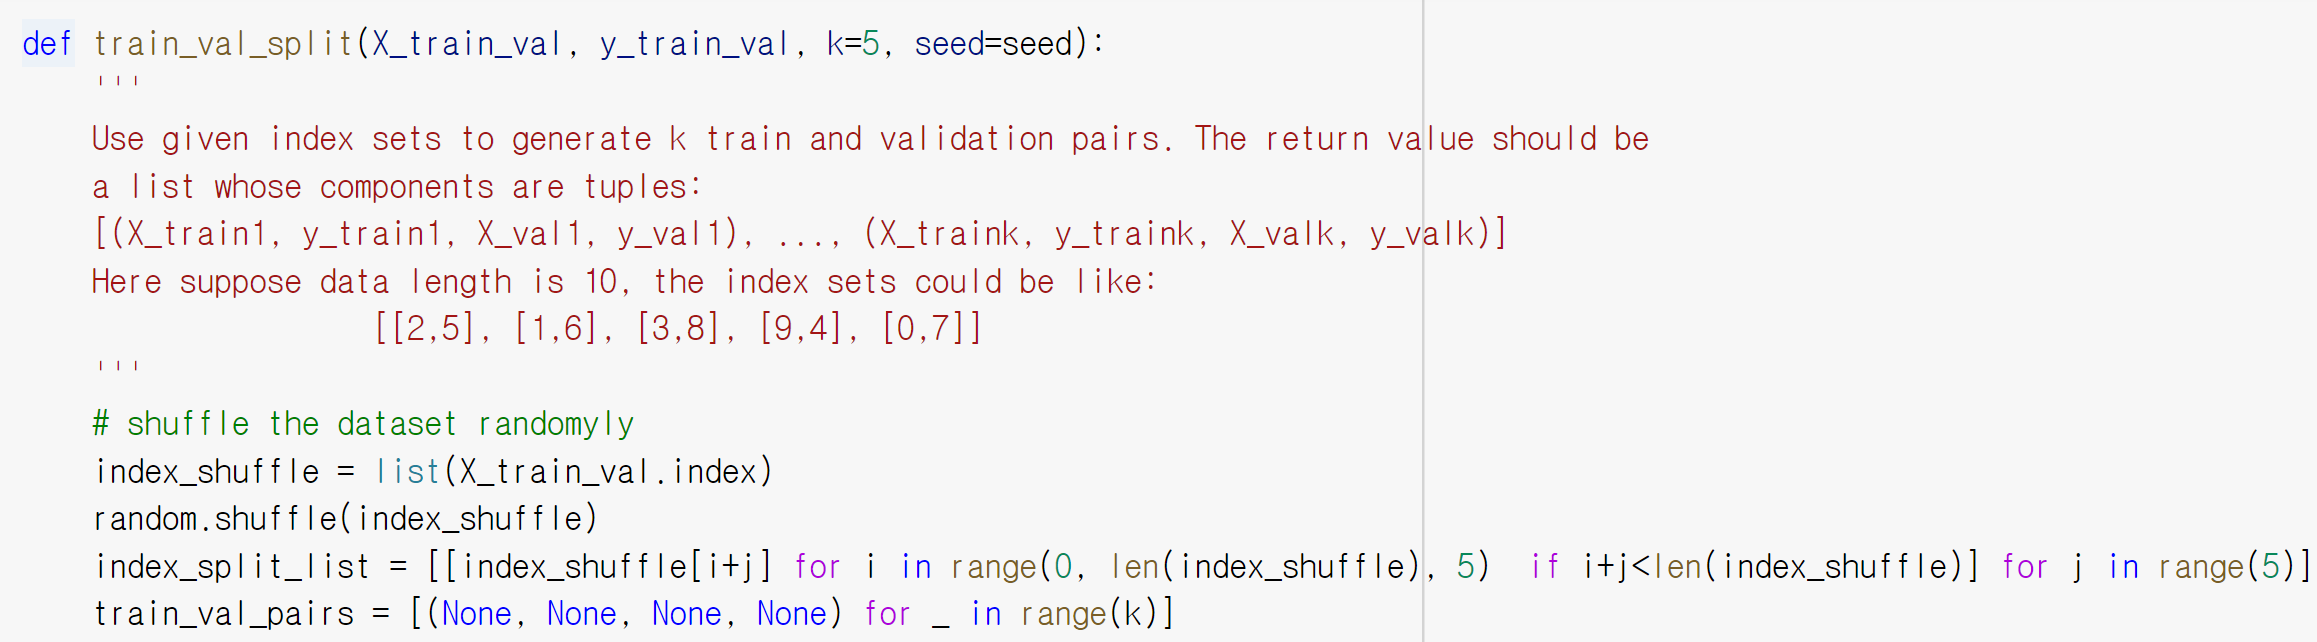 def train_val_split(X_train_val, y_train_val, k=5, seed=seed):
    '''
    Use given index sets to generate k train and validation pairs. The return value should be
    a list whose components are tuples:
    [(X_train1, y_train1, X_val1, y_val1), ..., (X_traink, y_traink, X_valk, y_valk)]
    Here suppose data length is 10, the index sets could be like:
                    [[2,5], [1,6], [3,8], [9,4], [0,7]]
    '''
    # shuffle the dataset randomyly
    index_shuffle = list(X_train_val.index)
    random.shuffle(index_shuffle)
    index_split_list = [[index_shuffle[i+j] for i in range(0, len(index_shuffle), 5)  if i+j<len(index_shuffle)] for j in range(5)]
    train_val_pairs = [(None, None, None, None) for _ in range(k)]